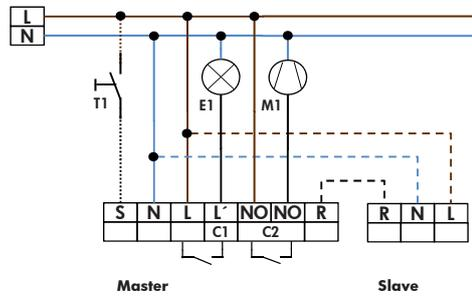 L
N
T1
E1
M1
S N L L´ NO NO R
C1 C2
R N L
Master
Slave